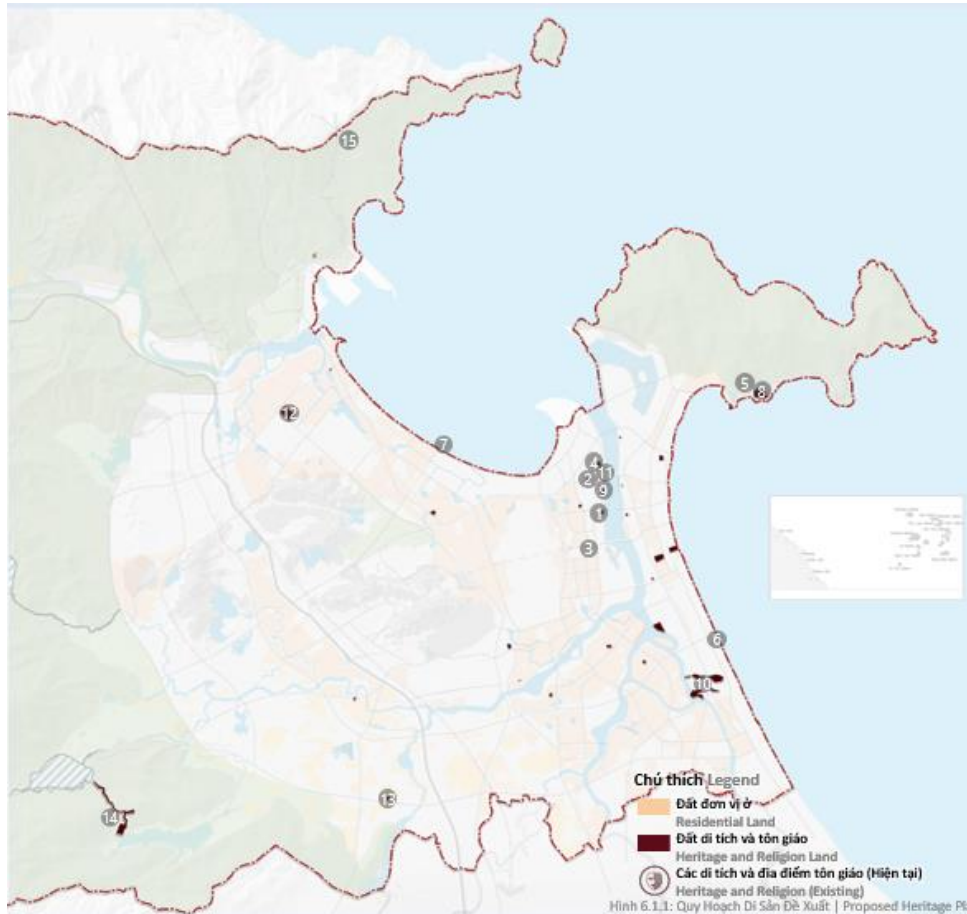 15
5
8
12
7
4
11
2
9
1
3
6
10
13
14
Chú thích Legend
Đất đơn vị ở
Residential Land
Đất di tích và tôn giáo
Heritage and Religion Land
Các di tích và địa điểm tôn giáo (Hiện tại)
Heritage and Religion (Existing)
Hình 6.1.1: Quy Hoạch Di Sản Đề Xuất | Proposed Heritage Pl